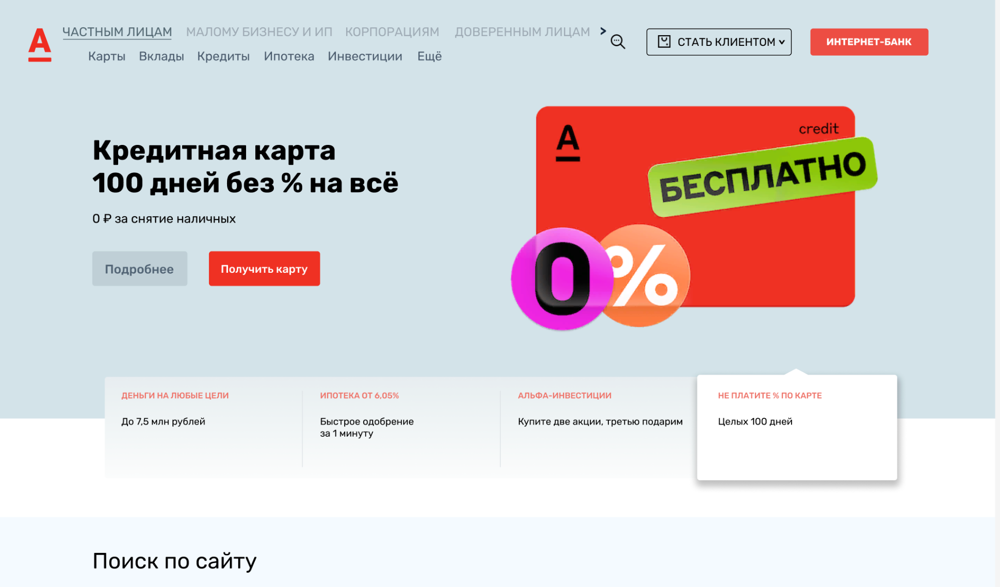 А
ЧАСТНЫМ ЛИЦАМ МАЛОМУ БИЗНЕСУ И ИП КОРПОРАЦИЯМ ДОВЕРЕННЫМ ЛИЦАМ >
Карты Вклады Кредиты Ипотека Инвестиции Ещё
СТАТЬ КЛИЕНТОМ
ИНТЕРНЕТ-БАНК
Кредитная карта
100 дней без % на всё
0 ₽ за снятие наличных
Подробнее
Получить карту
А
credit
БЕСПЛАТНО
0%
ДЕНЬГИ НА ЛЮБЫЕ ЦЕЛИ
До 7,5 млн рублей
ИПОТЕКА ОТ 6,05%
Быстрое одобрение
за 1 минуту
АЛЬФА-ИНВЕСТИЦИИ
Купите две акции, третью подарим
НЕ ПЛАТИТЕ % ПО КАРТЕ
Целых 100 дней
Поиск по сайту